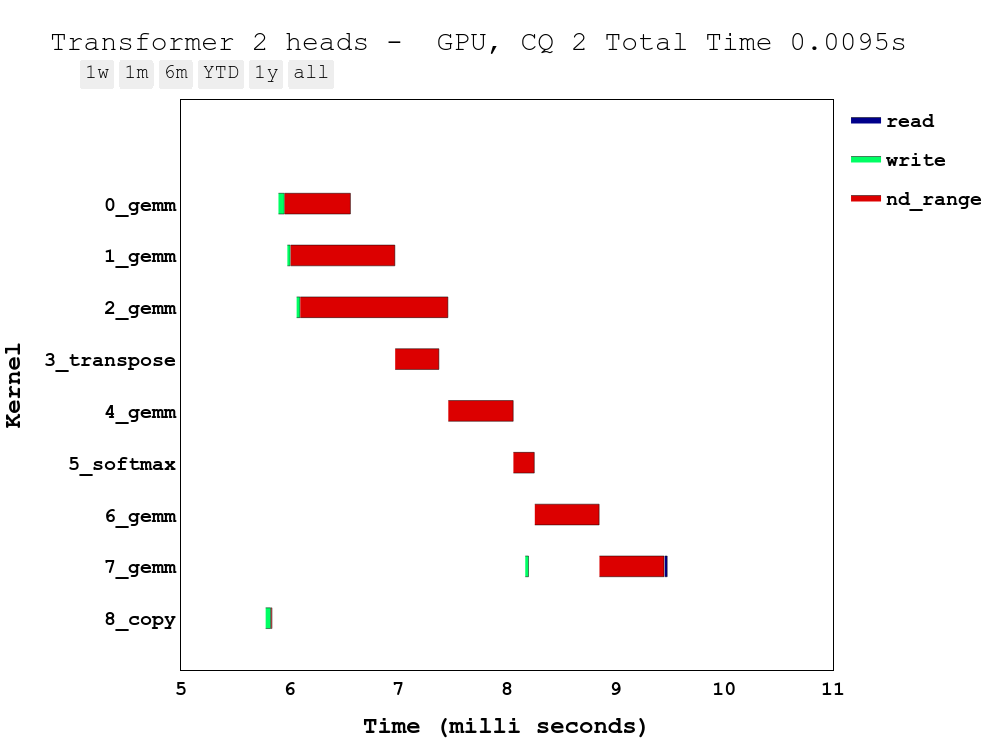 Transformer 2 heads -  GPU, CQ 2 Total Time 0.0095s
1w 1m 6m YTD 1y all
read
write
nd_range
0_gemm
1_gemm
2_gemm
3_transpose
4_gemm
5_softmax
6_gemm
7_gemm
8_copy
Kernel
5 6 7 8 9 10 11
Time (milli seconds)